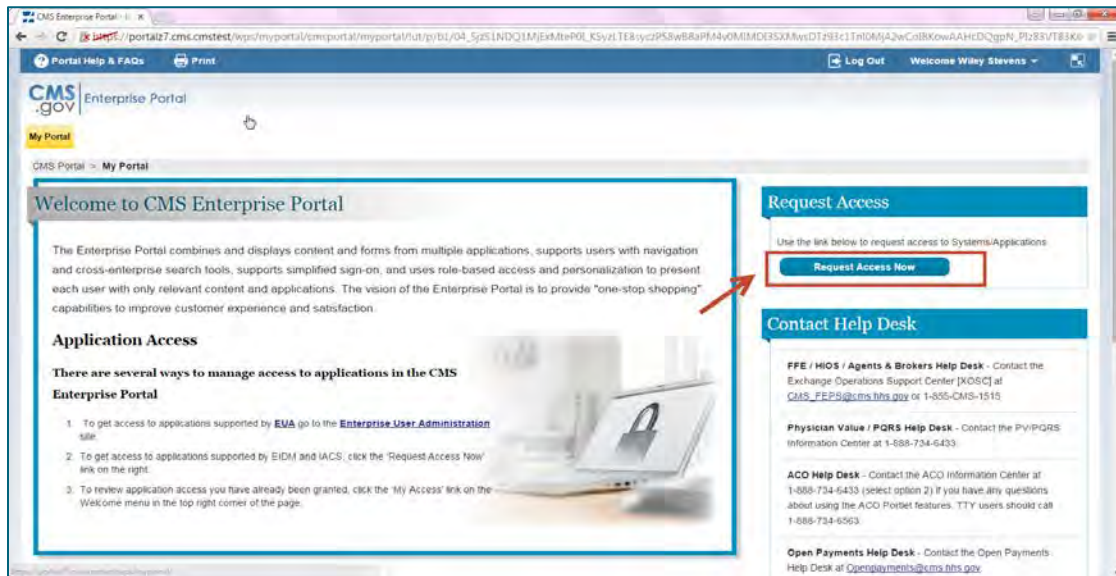 CMS Enterprise Portal
https://portalz7.cms.cmstest/wps/myportal/cmsportal/myportal/!ut/p/b1/
Portal Help & FAQs
Print
Log Out
Welcome Wiley Stevens
CMS
.gov
Enterprise Portal
My Portal
CMS Portal > My Portal
Welcome to CMS Enterprise Portal
The Enterprise Portal combines and displays content and forms from multiple applications, supports users with navigation
and cross-enterprise search tools, supports simplified sign-on, and uses role-based access and personalization to present
each user with only relevant content and applications. The vision of the Enterprise Portal is to provide "one-stop shopping"
capabilities to improve customer experience and satisfaction.
Application Access
There are several ways to manage access to applications in the CMS
Enterprise Portal
1. To get access to applications supported by EUA go to the Enterprise User Administration
site.
2. To get access to applications supported by EIDM and IACS, click the 'Request Access Now'
link on the right.
3. To review application access you have already been granted, click the 'My Access' link on the
Welcome menu in the top right corner of the page.
Request Access
Use the link below to request access to Systems/Applications
Request Access Now
Contact Help Desk
FFE / HIOS / Agents & Brokers Help Desk - Contact the
Exchange Operations Support Center [XOSC] at
CMS_FEPS@cms.hhs.gov or 1-855-CMS-1515
Physician Value / PQRS Help Desk - Contact the PV/PQRS
Information Center at 1-888-734-6433.
ACO Help Desk - Contact the ACO Information Center at
1-888-734-6433 (select option 2) if you have any questions
about using the ACO Portlet features. TTY users should call
1-888-734-6563.
Open Payments Help Desk - Contact the Open Payments
Help Desk at Openpayments@cms.hhs.gov